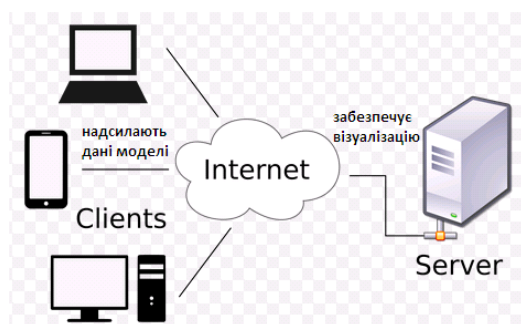 надсилають
дані моделі
Clients
Internet
забезпечує
візуалізацію
Server